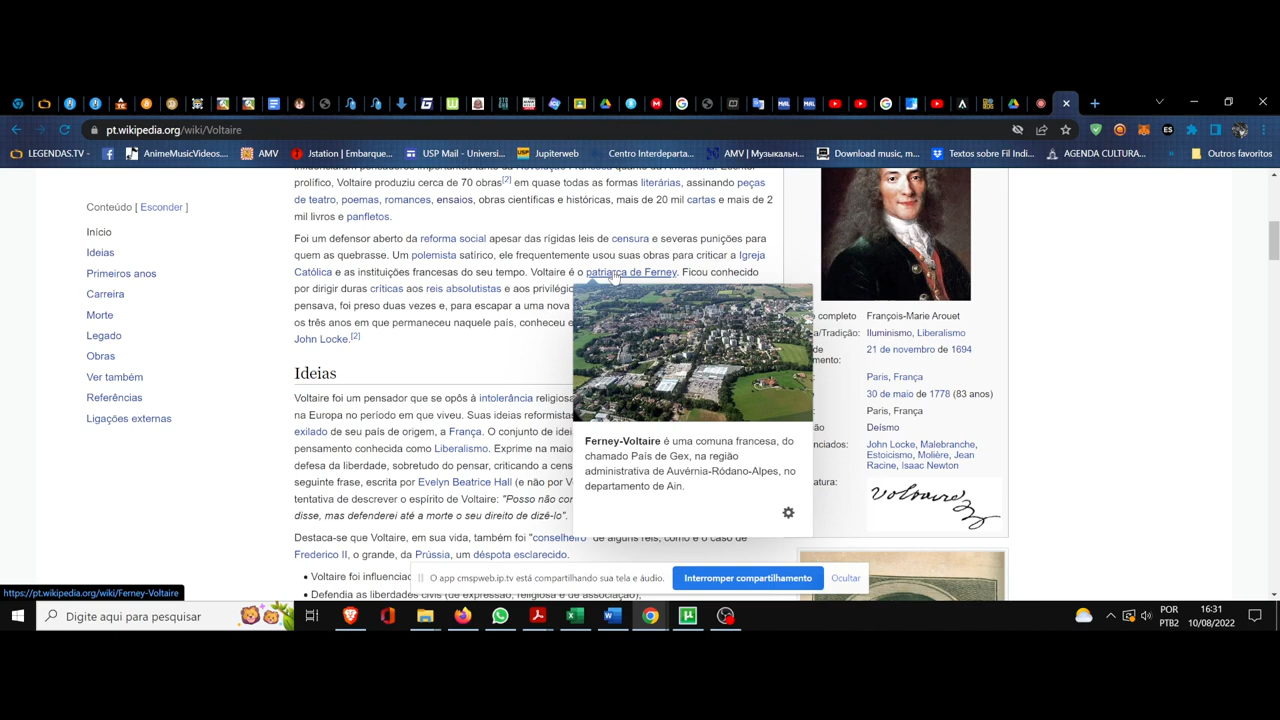 pt.wikipedia.org/wiki/Voltaire
LEGENDAS.TV -
AnimeMusicVideos....
AMV
Jstation | Embarque...
USP Mail - Universi...
Jupiterweb
Centro Interdeparta...
AMV | Музыкальн...
Download music, m...
Textos sobre Fil Indi...
AGENDA CULTURA...
»
Outros favoritos
Conteúdo [ Esconder ]
Início
Ideias
Primeiros anos
Carreira
Morte
Legado
Obras
Ver também
Referências
Ligações externas
prolífico, Voltaire produziu cerca de 70 obras[2] em quase todas as formas literárias, assinando peças
de teatro, poemas, romances, ensaios, obras científicas e históricas, mais de 20 mil cartas e mais de 2
mil livros e panfletos.
Foi um defensor aberto da reforma social apesar das rígidas leis de censura e severas punições para
quem as quebrasse. Um polemista satírico, ele frequentemente usou suas obras para criticar a Igreja
Católica e as instituições francesas do seu tempo. Voltaire é o patriarca de Ferney. Ficou conhecido
por dirigir duras críticas aos reis absolutistas e aos privilégio
pensava, foi preso duas vezes e, para escapar a uma nova
os três anos em que permaneceu naquele país, conheceu e
John Locke.[2]
Ideias
Voltaire foi um pensador que se opôs à intolerância religiosa
na Europa no período em que viveu. Suas ideias reformistas
exilado de seu país de origem, a França. O conjunto de idei
pensamento conhecida como Liberalismo. Exprime na maio
defesa da liberdade, sobretudo do pensar, criticando a cens
seguinte frase, escrita por Evelyn Beatrice Hall (e não por V
tentativa de descrever o espírito de Voltaire: "Posso não con
disse, mas defenderei até a morte o seu direito de dizê-lo".
Destaca-se que Voltaire, em sua vida, também foi "conselheiro" de alguns reis, como é o caso de
Frederico II, o grande, da Prússia, um déspota esclarecido.
• Voltaire foi influenciad
• Defendia as liberdades civis (de expressão, religiosa e de associação).
Ferney-Voltaire é uma comuna francesa, do
chamado País de Gex, na região
administrativa de Auvérnia-Ródano-Alpes, no
departamento de Ain.
completo François-Marie Arouet
a/Tradição: Iluminismo, Liberalismo
de 21 de novembro de 1694
mento:
Paris, França
30 de maio de 1778 (83 anos)
Paris, França
ão Deísmo
nciados: John Locke, Malebranche,
Estoicismo, Molière, Jean
Racine, Isaac Newton
atura: Voltaire
O app cmspweb.ip.tv está compartilhando sua tela e áudio.
Interromper compartilhamento
Ocultar
https://pt.wikipedia.org/wiki/Ferney-Voltaire
Digite aqui para pesquisar
POR
PTB2
16:31
10/08/2022